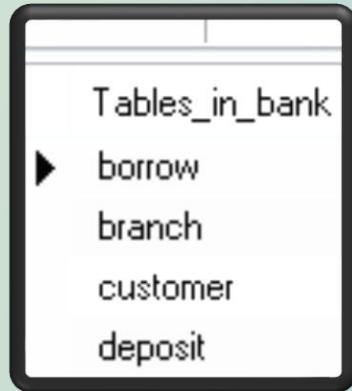 Tables_in_bank
borrow
branch
customer
deposit